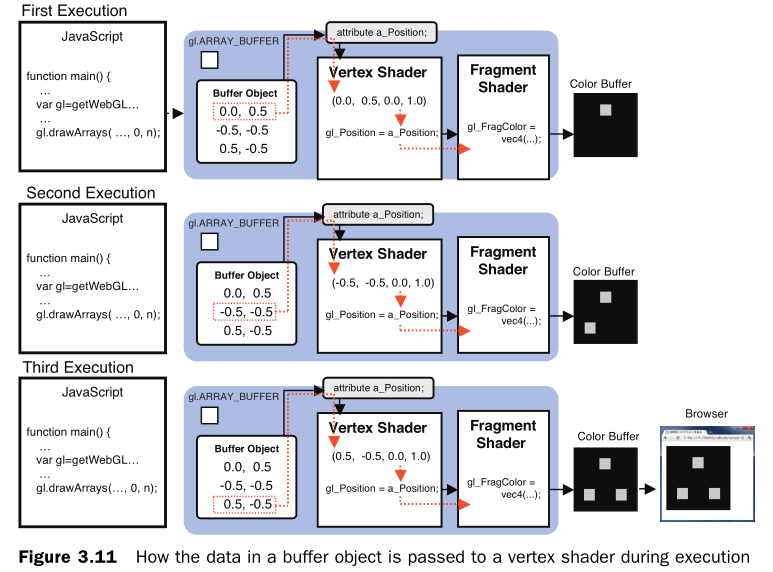 First Execution
JavaScript
function main() {
…
var gl=getWebGL…
…
gl.drawArrays( …, 0, n);
gl.ARRAY_BUFFER
Buffer Object
0.0, 0.5
-0.5, -0.5
0.5, -0.5
attribute a_Position;
Vertex Shader
(0.0, 0.5, 0.0, 1.0)
gl_Position = a_Position;
Fragment
Shader
gl_FragColor =
vec4(...);
Color Buffer
Second Execution
JavaScript
function main() {
…
var gl=getWebGL…
…
gl.drawArrays( …, 0, n);
gl.ARRAY_BUFFER
Buffer Object
0.0, 0.5
-0.5, -0.5
0.5, -0.5
attribute a_Position;
Vertex Shader
(-0.5, -0.5, 0.0, 1.0)
gl_Position = a_Position;
Fragment
Shader
gl_FragColor =
vec4(...);
Color Buffer
Third Execution
JavaScript
function main() {
…
var gl=getWebGL…
…
gl.drawArrays(…, 0, n);
gl.ARRAY_BUFFER
Buffer Object
0.0, 0.5
-0.5, -0.5
0.5, -0.5
attribute a_Position;
Vertex Shader
(0.5, -0.5, 0.0, 1.0)
gl_Position = a_Position;
Fragment
Shader
gl_FragColor =
vec4(...);
Color Buffer
Browser
Figure 3.11 How the data in a buffer object is passed to a vertex shader during execution